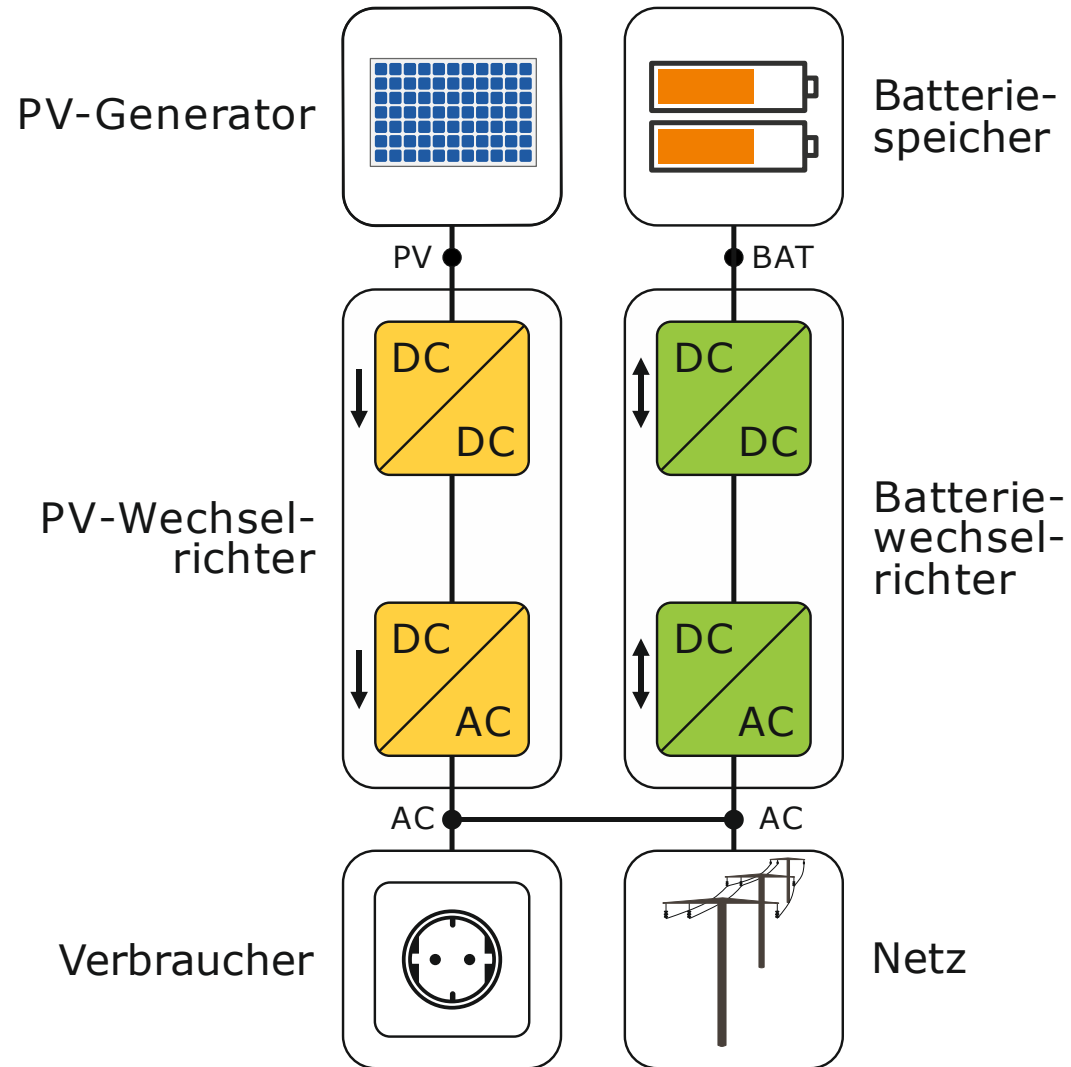 PV-Generator
Batterie-
speicher
PV
BAT
DC
DC
DC
DC
PV-Wechsel-
richter
Batterie-
wechsel-
richter
DC
AC
DC
AC
AC
AC
Verbraucher
Netz